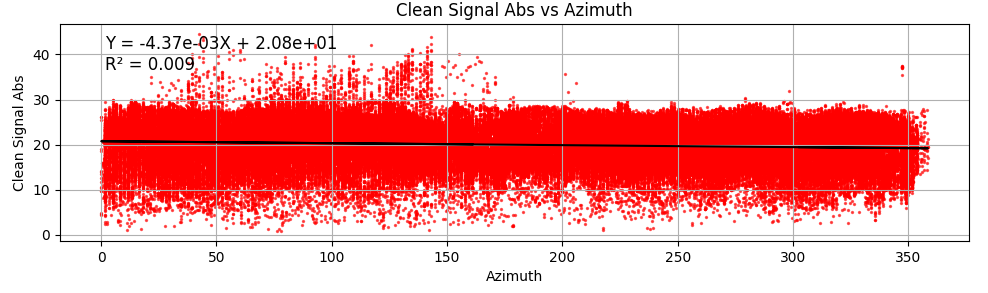 Clean Signal Abs vs Azimuth
Y = -4.37e-03X + 2.08e+01
R² = 0.009
Clean Signal Abs
40
30
20
10
0
0 50 100 150 200 250 300 350
Azimuth